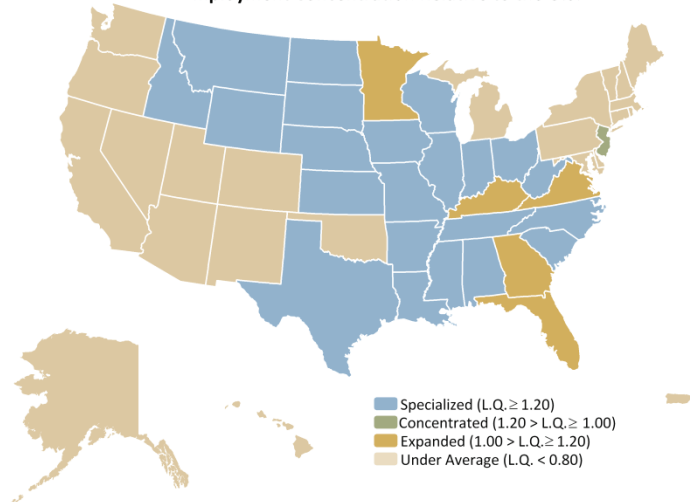 Specialized (L.Q. ≥ 1.20)
Concentrated (1.20 > L.Q. ≥ 1.00)
Expanded (1.00 > L.Q. ≥ 1.20)
Under Average (L.Q. < 0.80)